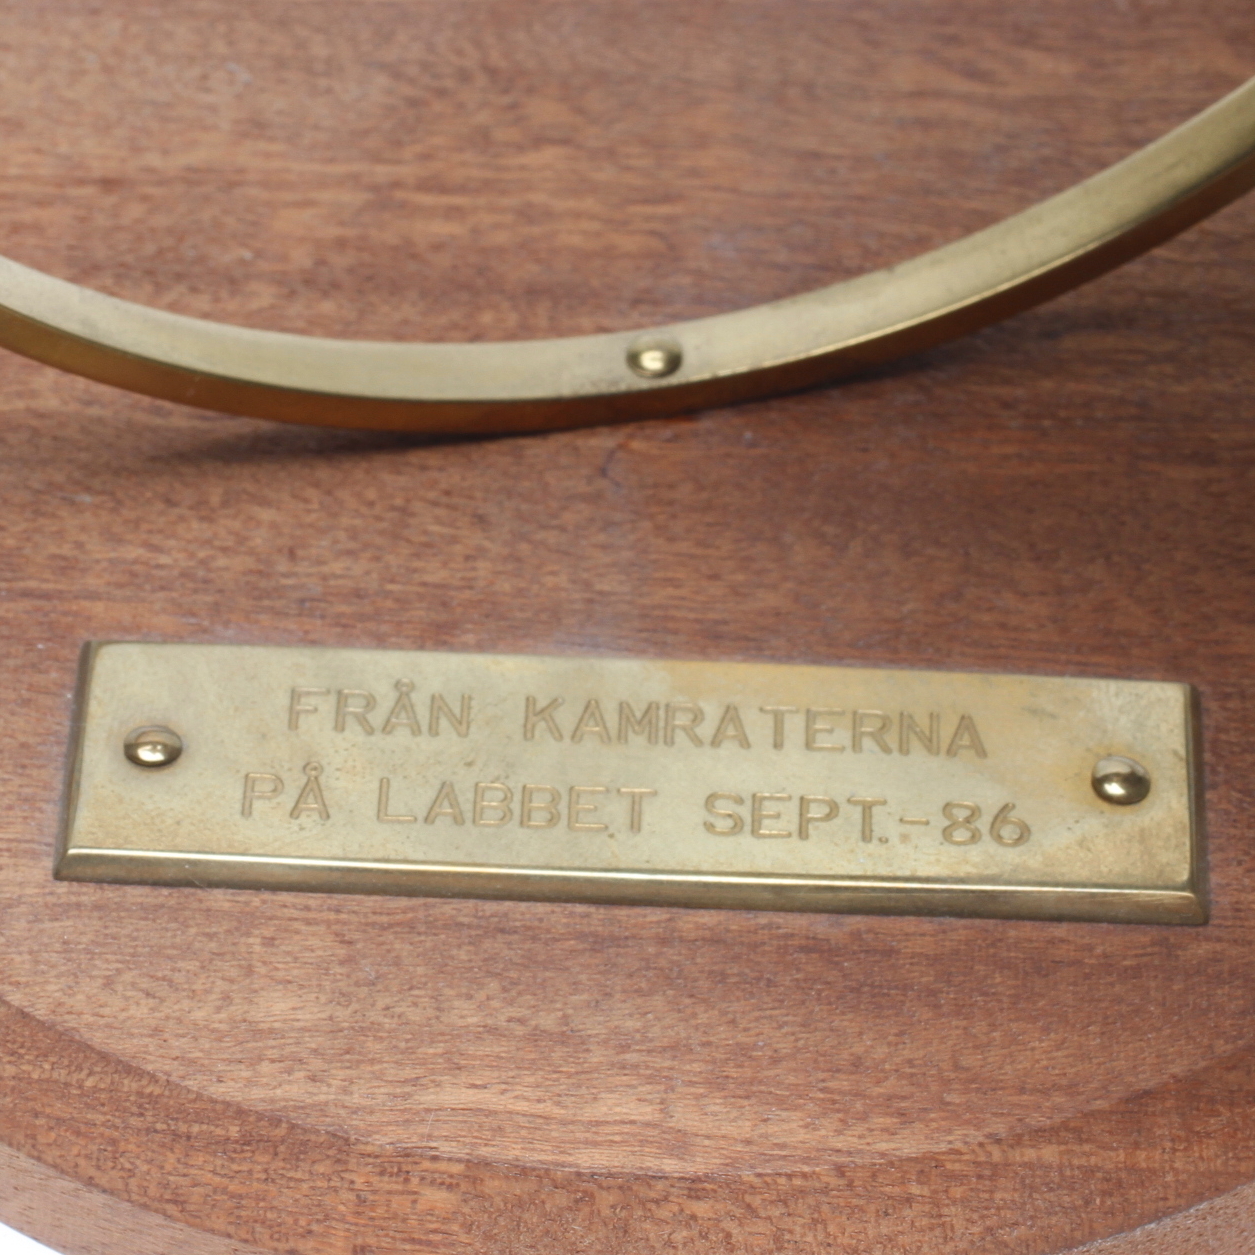 FRÅN KAMRATERNA
PÅ LABBET SEPT.-86